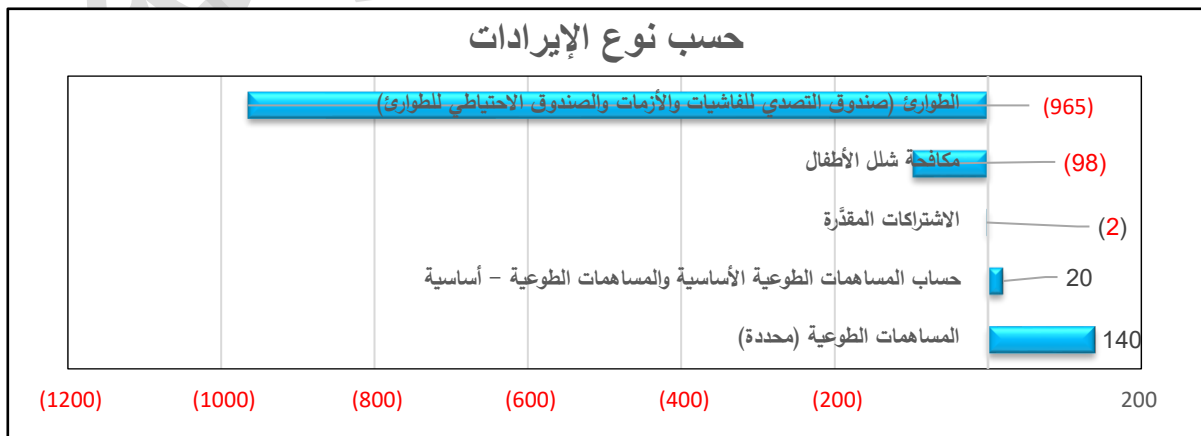 حسب نوع الإيرادات
الطوارئ (صندوق التصدي للفاشيات والأزمات والصندوق الاحتياطي للطوارئ)
(965)
مكافحة شلل الأطفال
(98)
الاشتراكات المقدَّرة
(2)
حساب المساهمات الطوعية الأساسية والمساهمات الطوعية – أساسية
20
المساهمات الطوعية (محددة)
140
(1200) (1000) (800) (600) (400) (200) 200